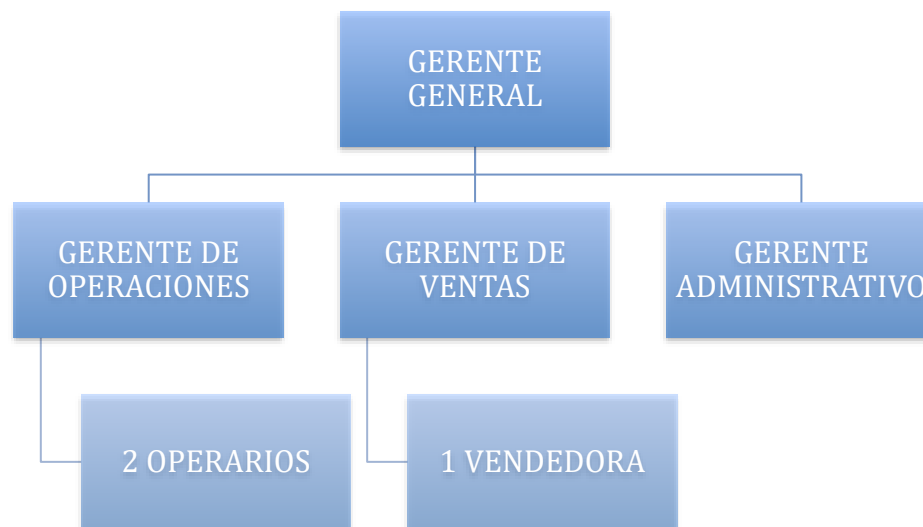 GERENTE
GENERAL
GERENTE DE
OPERACIONES
GERENTE DE
VENTAS
GERENTE
ADMINISTRATIVO
2 OPERARIOS
1 VENDEDORA